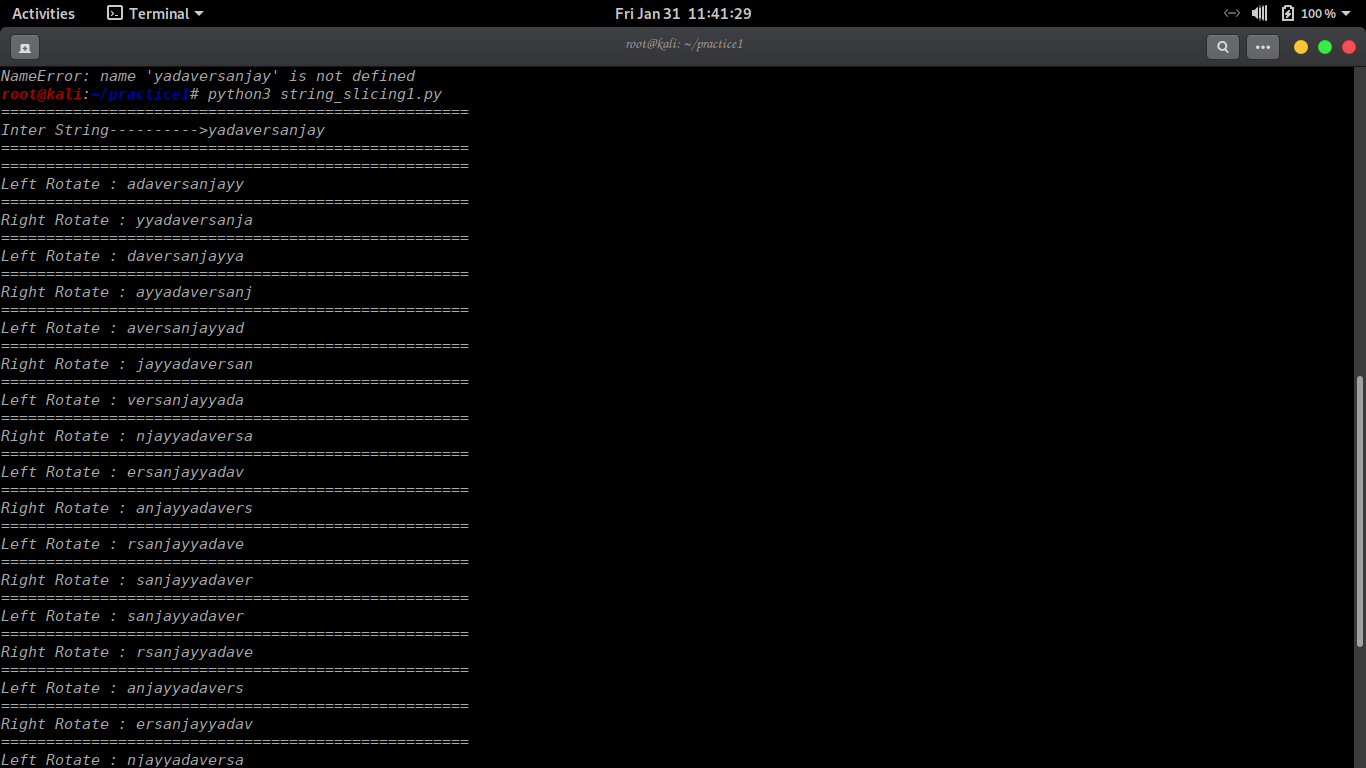 Activities Terminal Fri Jan 31 11:41:29 100 %
root@kali: ~/practice1
NameError: name 'yadaversanjay' is not defined
root@kali:~/practice1# python3 string_slicing1.py
====================================================
Inter String---------->yadaversanjay
====================================================
====================================================
Left Rotate : adaversanjayy
====================================================
Right Rotate : yyadaversanja
====================================================
Left Rotate : daversanjayya
====================================================
Right Rotate : ayyadaversanj
====================================================
Left Rotate : aversanjayyad
====================================================
Right Rotate : jayyadaversan
====================================================
Left Rotate : versanjayyada
====================================================
Right Rotate : njayyadaversa
====================================================
Left Rotate : ersanjayyadav
====================================================
Right Rotate : anjayyadavers
====================================================
Left Rotate : rsanjayyadave
====================================================
Right Rotate : sanjayyadaver
====================================================
Left Rotate : sanjayyadaver
====================================================
Right Rotate : rsanjayyadave
====================================================
Left Rotate : anjayyadavers
====================================================
Right Rotate : ersanjayyadav
====================================================
Left Rotate : njayyadaversa